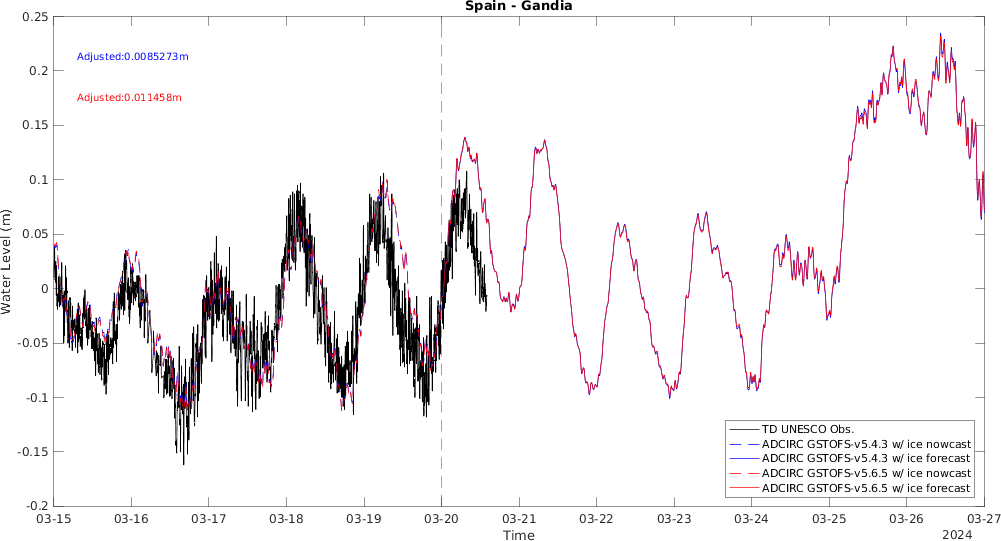 Spain - Gandia
0.25
0.2
0.15
0.1
0.05
0
-0.05
-0.1
-0.15
-0.2
Water Level (m)
Adjusted:0.0085273m
Adjusted:0.011458m
TD UNESCO Obs.
ADCIRC GSTOFS-v5.4.3 w/ ice nowcast
ADCIRC GSTOFS-v5.4.3 w/ ice forecast
ADCIRC GSTOFS-v5.6.5 w/ ice nowcast
ADCIRC GSTOFS-v5.6.5 w/ ice forecast
03-15 03-16 03-17 03-18 03-19 03-20 03-21 03-22 03-23 03-24 03-25 03-26 03-27
Time
2024